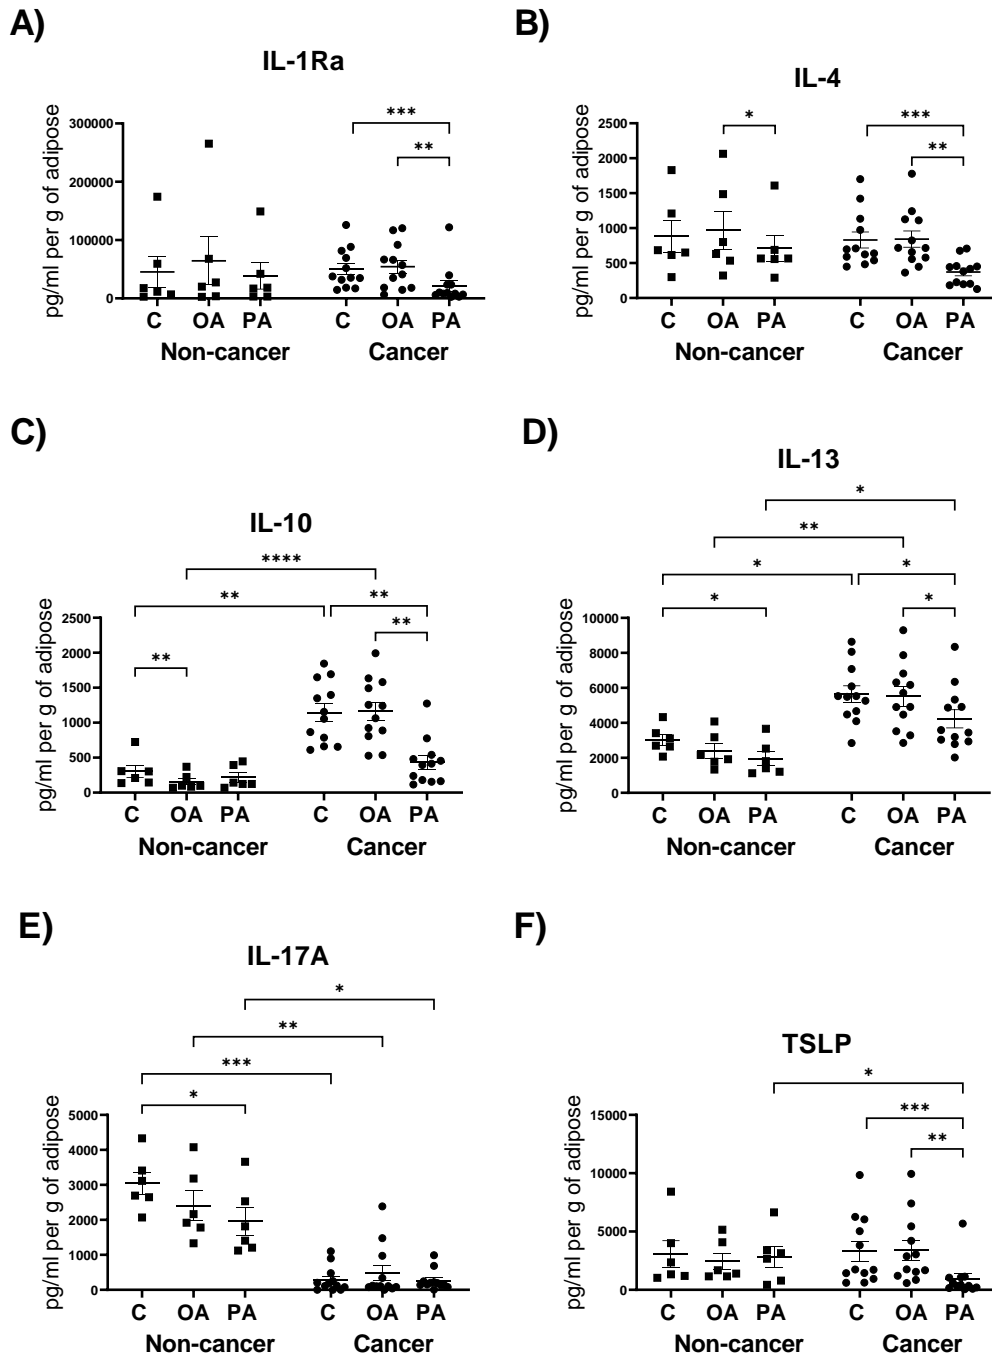 A)
IL-1Ra
***
**
pg/ml per g of adipose
300000
200000
100000
0
C OA PA C OA PA
Non-cancer Cancer
B)
IL-4
* ***
**
pg/ml per g of adipose
2500
2000
1500
1000
500
0
C OA PA C OA PA
Non-cancer Cancer
C)
IL-10
****
** **
**
**
pg/ml per g of adipose
2500
2000
1500
1000
500
0
C OA PA C OA PA
Non-cancer Cancer
D)
IL-13
*
**
* *
* *
pg/ml per g of adipose
10000
8000
6000
4000
2000
0
C OA PA C OA PA
Non-cancer Cancer
E)
IL-17A
*
**
***
*
pg/ml per g of adipose
5000
4000
3000
2000
1000
0
C OA PA C OA PA
Non-cancer Cancer
F)
TSLP
*
***
**
pg/ml per g of adipose
15000
10000
5000
0
C OA PA C OA PA
Non-cancer Cancer